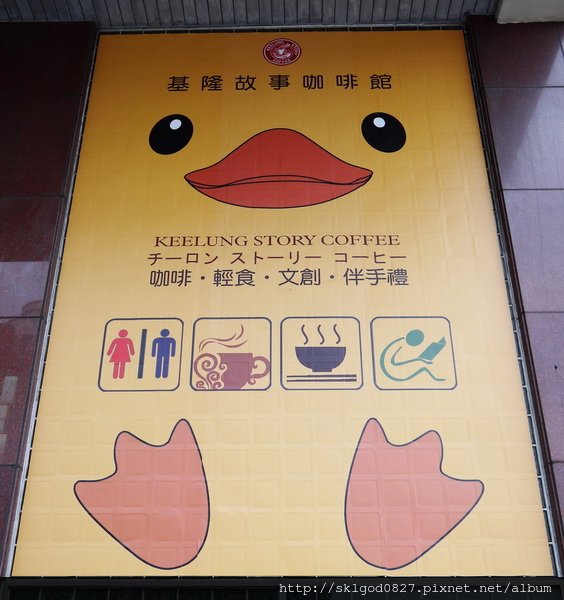 基隆故事咖啡館
KEELUNG STORY COFFEE
チーロン ストーリー コーヒー
咖啡・輕食・文創・伴手禮
http://sklgod0827.pixnet.net/album